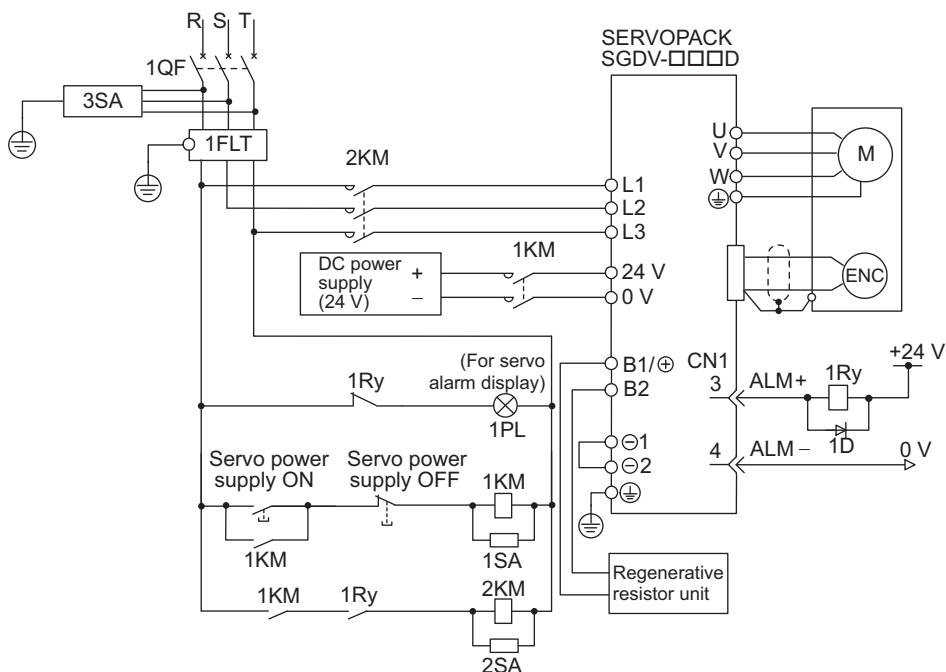 R S T
1QF
3SA
1FLT
2KM
SERVOPACK
SGDV-□□□D
U
V
W
M
L1
L2
L3
1KM
DC power
supply
(24 V)
+
−
24 V
0 V
ENC
B1/⊕
B2
CN1
3
ALM+
1Ry
+24 V
1D
4
ALM−
0 V
(For servo
alarm display)
1Ry
1PL
⊖1
⊖2
Servo power
supply ON
Servo power
supply OFF
1KM
1KM
1SA
1KM
1Ry
2KM
2SA
Regenerative
resistor unit